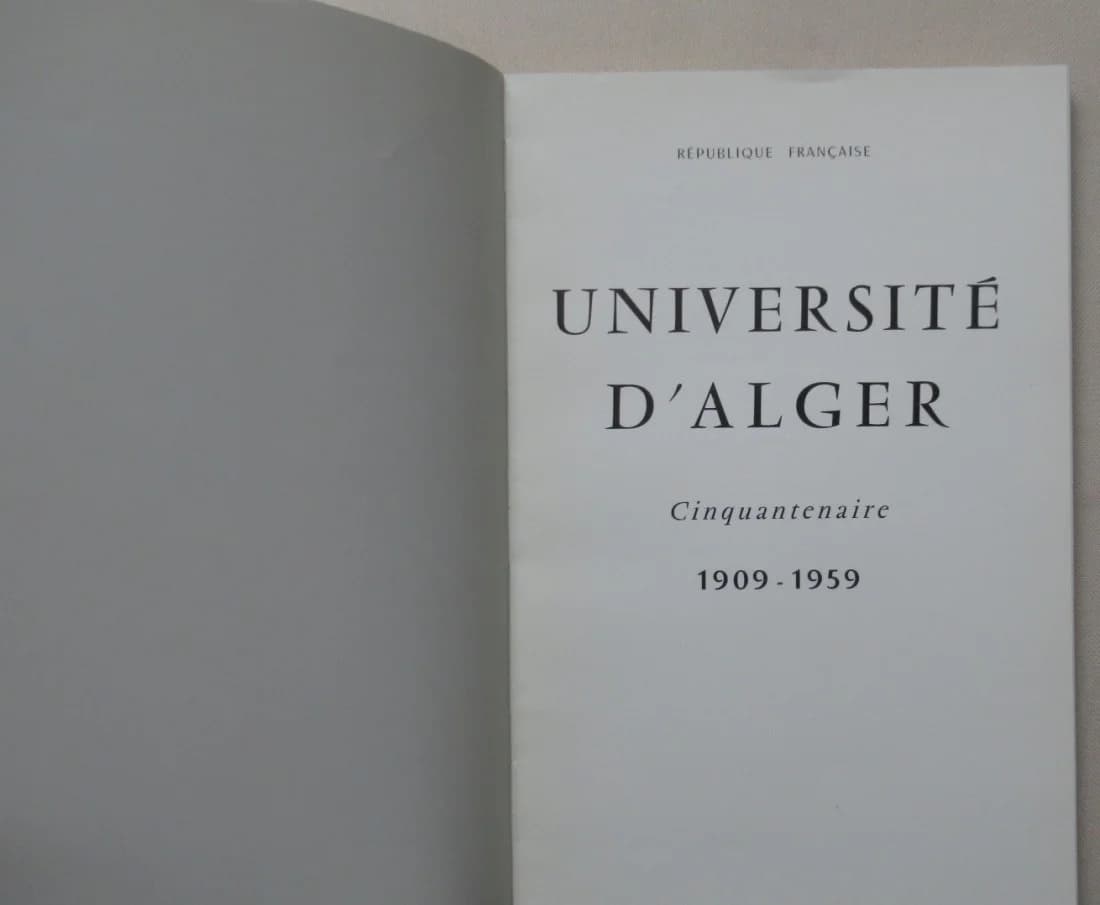 RÉPUBLIQUE FRANÇAISE
UNIVERSITÉ
D'ALGER
Cinquantenaire
1909 - 1959